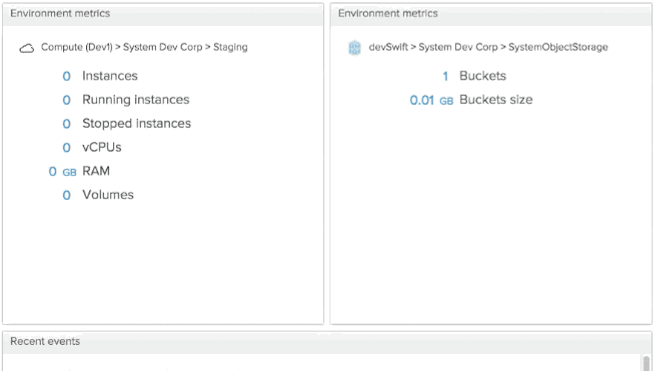 Environment metrics
Compute (Dev1) > System Dev Corp > Staging
0 Instances
0 Running instances
0 Stopped instances
0 vCPUs
0 GB RAM
0 Volumes
Environment metrics
devSwift > System Dev Corp > SystemObjectStorage
1 Buckets
0.01 GB Buckets size
Recent events